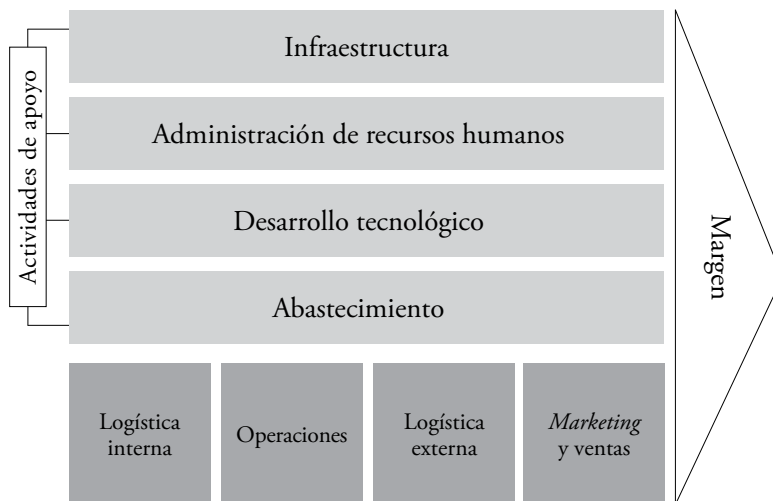 Actividades de apoyo
Infraestructura
Administración de recursos humanos
Desarrollo tecnológico
Abastecimiento
Margen
Logística
interna
Operaciones
Logística
externa
Marketing
y ventas